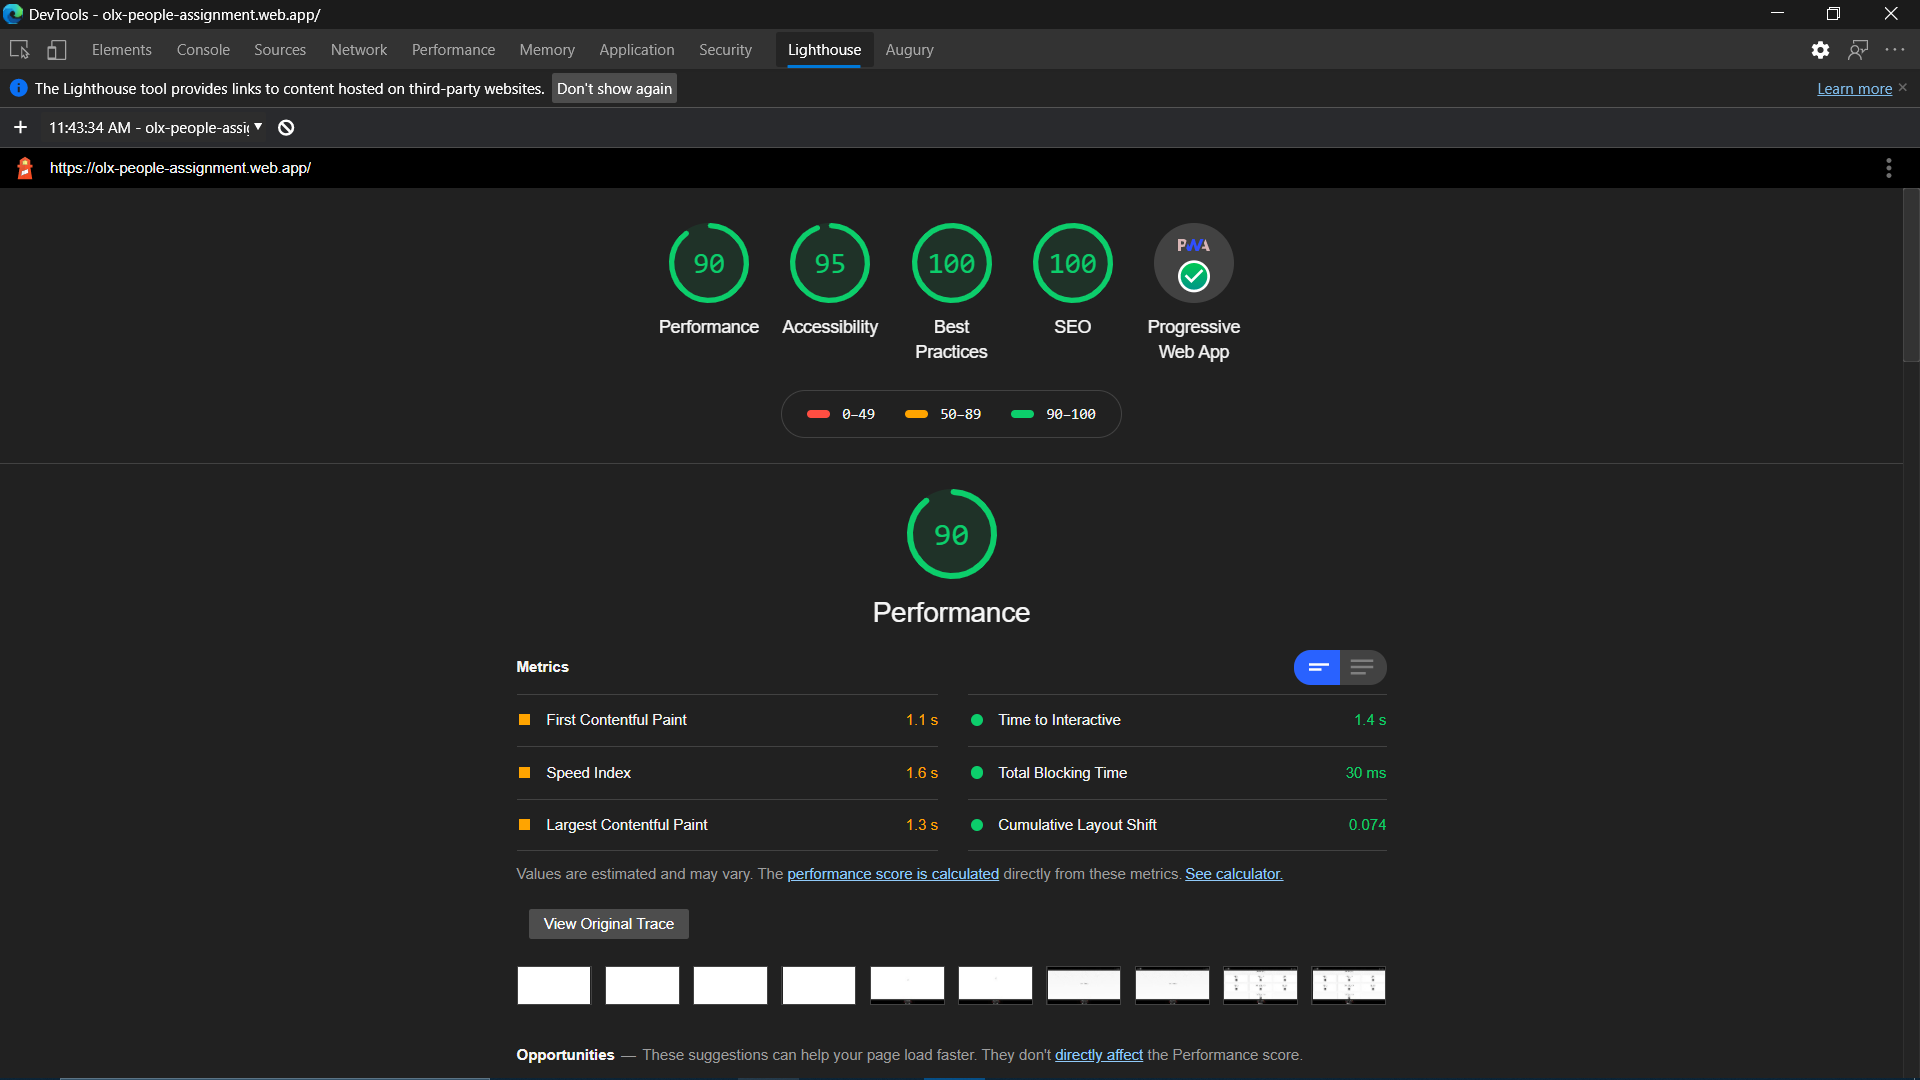 DevTools - olx-people-assignment.web.app/
Elements Console Sources Network Performance Memory Application Security Lighthouse Augury
The Lighthouse tool provides links to content hosted on third-party websites. Don't show again Learn more
11:43:34 AM - olx-people-assig
https://olx-people-assignment.web.app/
90 95 100 100 PWA
Performance Accessibility Best Practices SEO Progressive Web App
0–49 50–89 90–100
90
Performance
Metrics
First Contentful Paint 1.1 s Time to Interactive 1.4 s
Speed Index 1.6 s Total Blocking Time 30 ms
Largest Contentful Paint 1.3 s Cumulative Layout Shift 0.074
Values are estimated and may vary. The performance score is calculated directly from these metrics. See calculator.
View Original Trace
Opportunities — These suggestions can help your page load faster. They don't directly affect the Performance score.